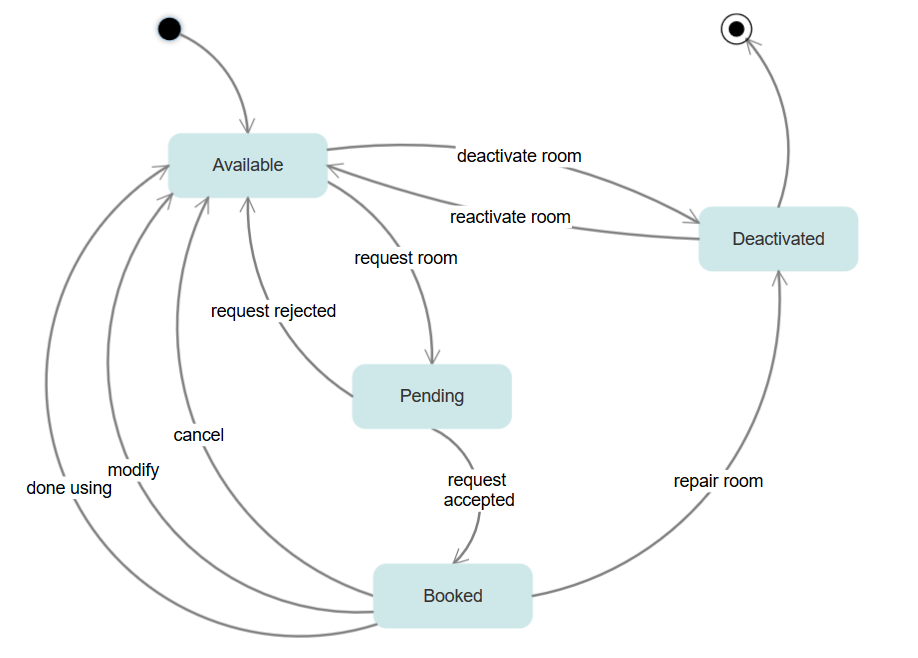 Available
deactivate room
reactivate room
Deactivated
request room
request rejected
Pending
cancel
modify
done using
request
accepted
repair room
Booked